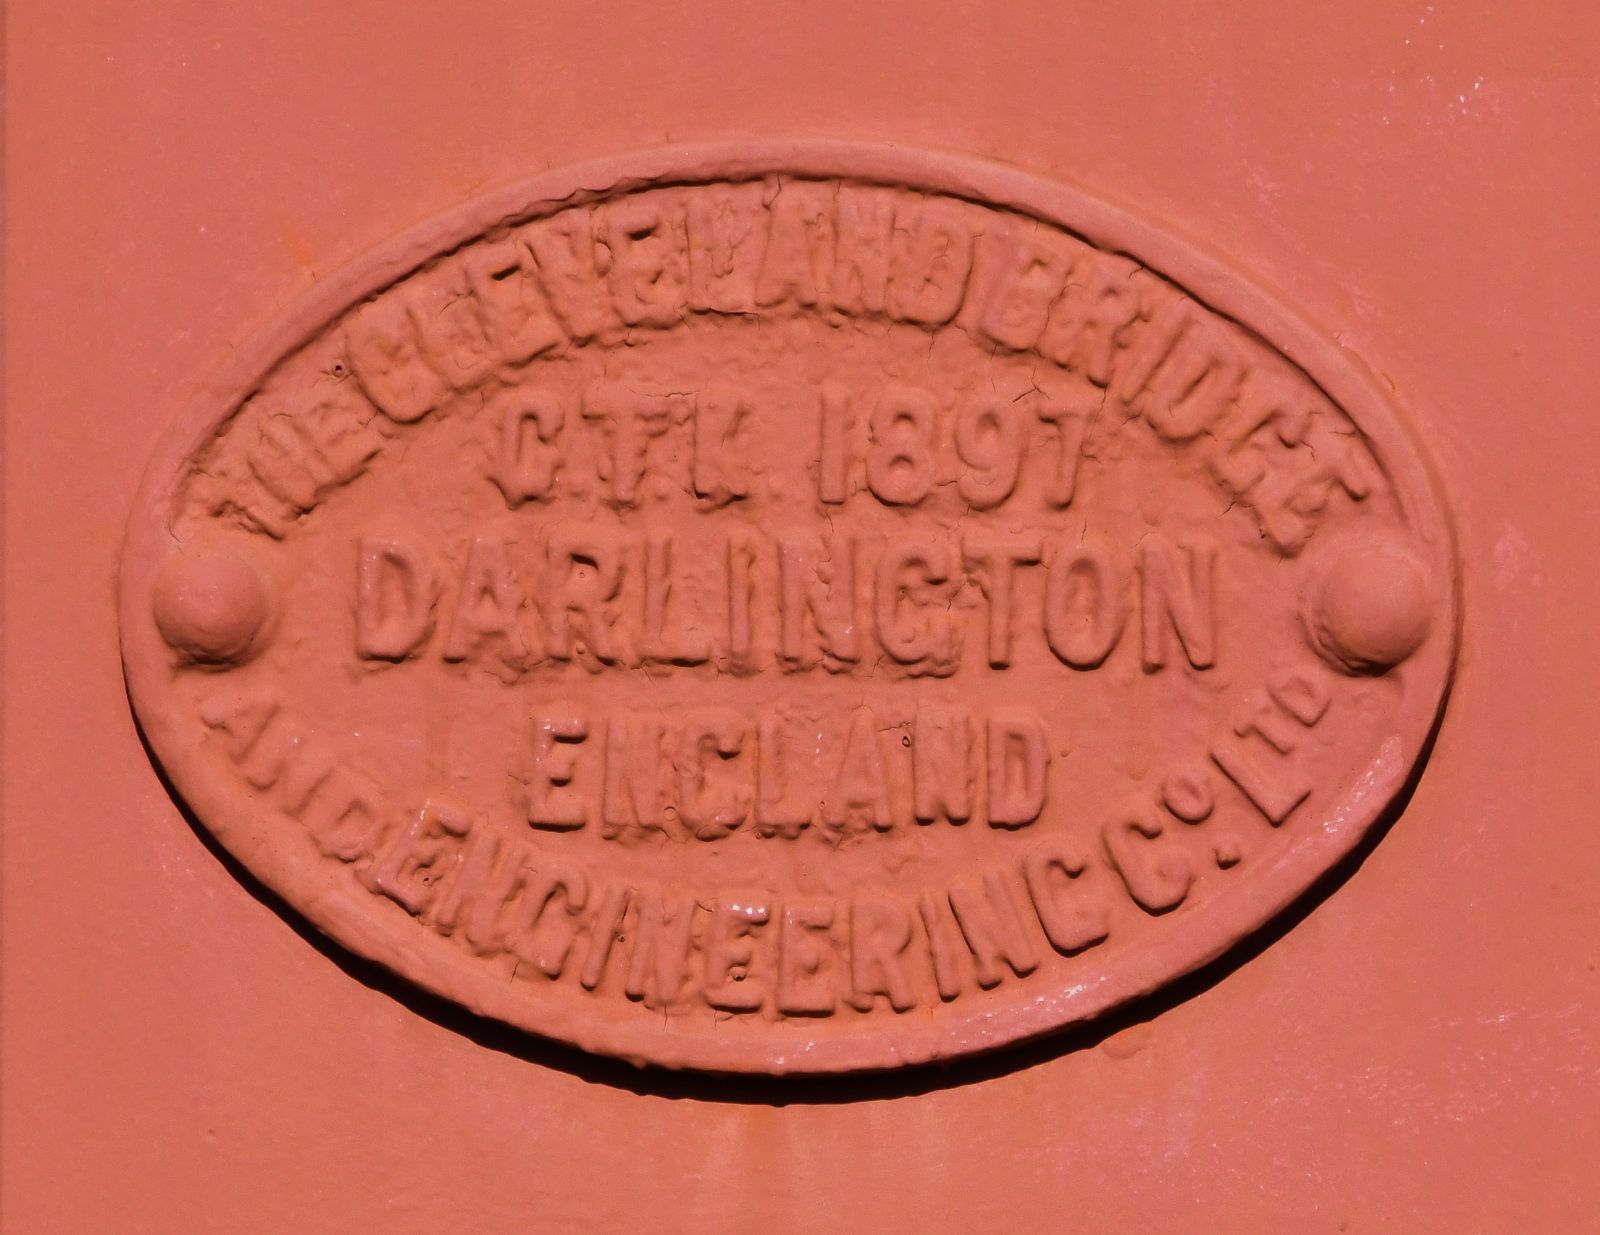 THE CLEVELAND BRIDGE
1897
DARLINGTON
ENGLAND
AND ENGINEERING Co. LTD